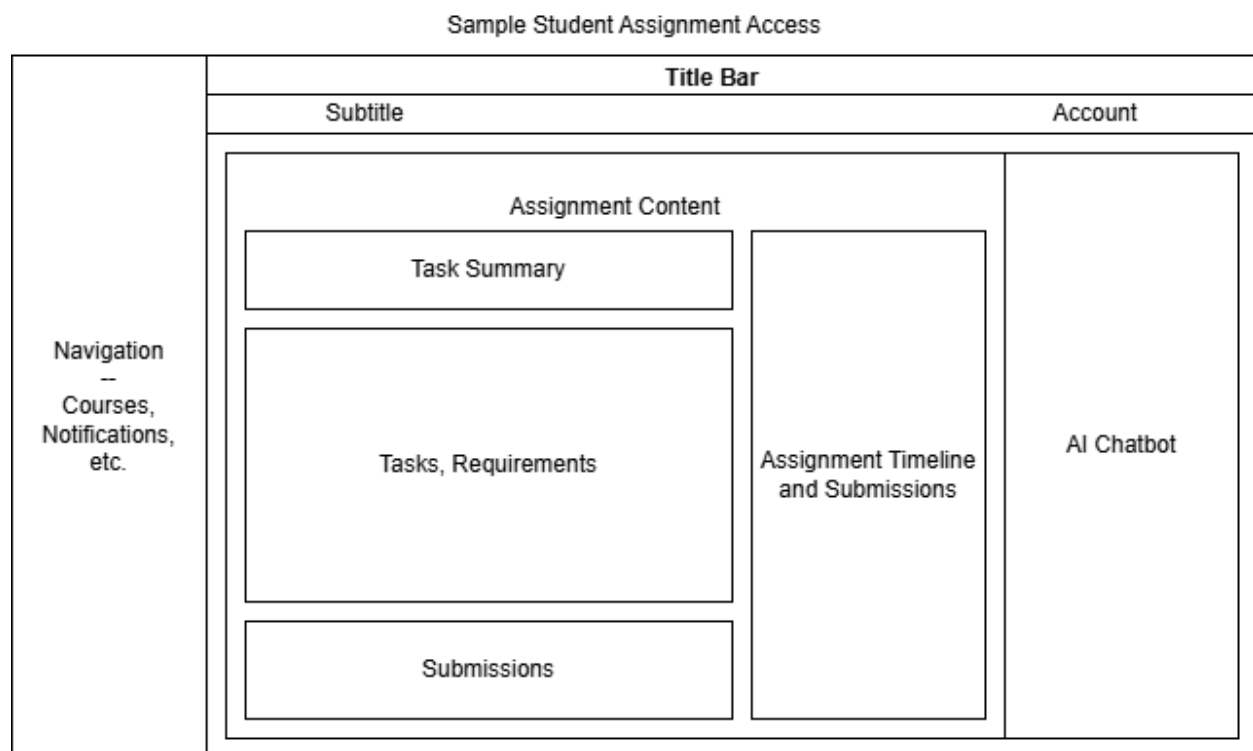 Sample Student Assignment Access
Title Bar
Subtitle
Account
Navigation
--
Courses,
Notifications,
etc.
Assignment Content
Task Summary
Tasks, Requirements
Submissions
Assignment Timeline
and Submissions
AI Chatbot